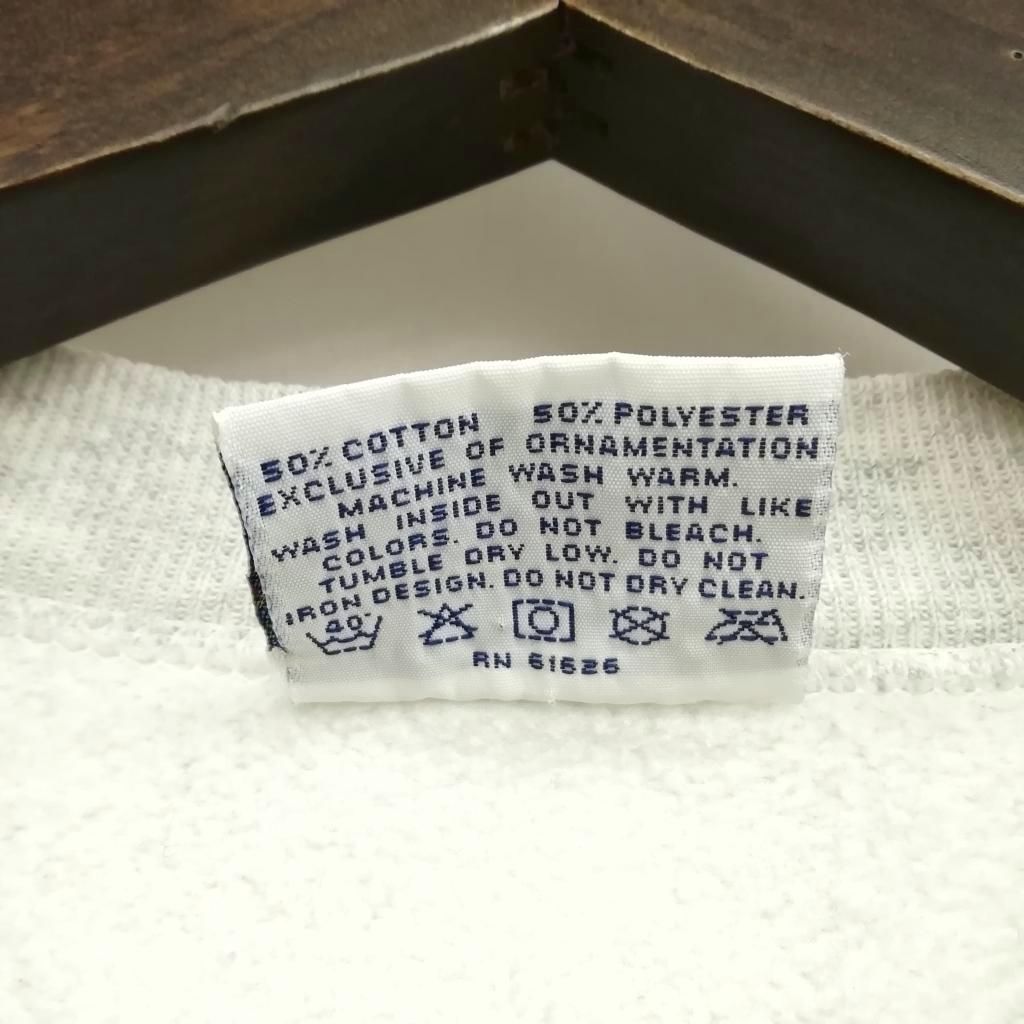 50% COTTON 50% POLYESTER
EXCLUSIVE OF ORNAMENTATION
MACHINE WASH WARM.
WASH INSIDE OUT WITH LIKE
COLORS. DO NOT BLEACH.
TUMBLE DRY LOW. DO NOT
IRON DESIGN. DO NOT DRY CLEAN.
40°
RN 61626